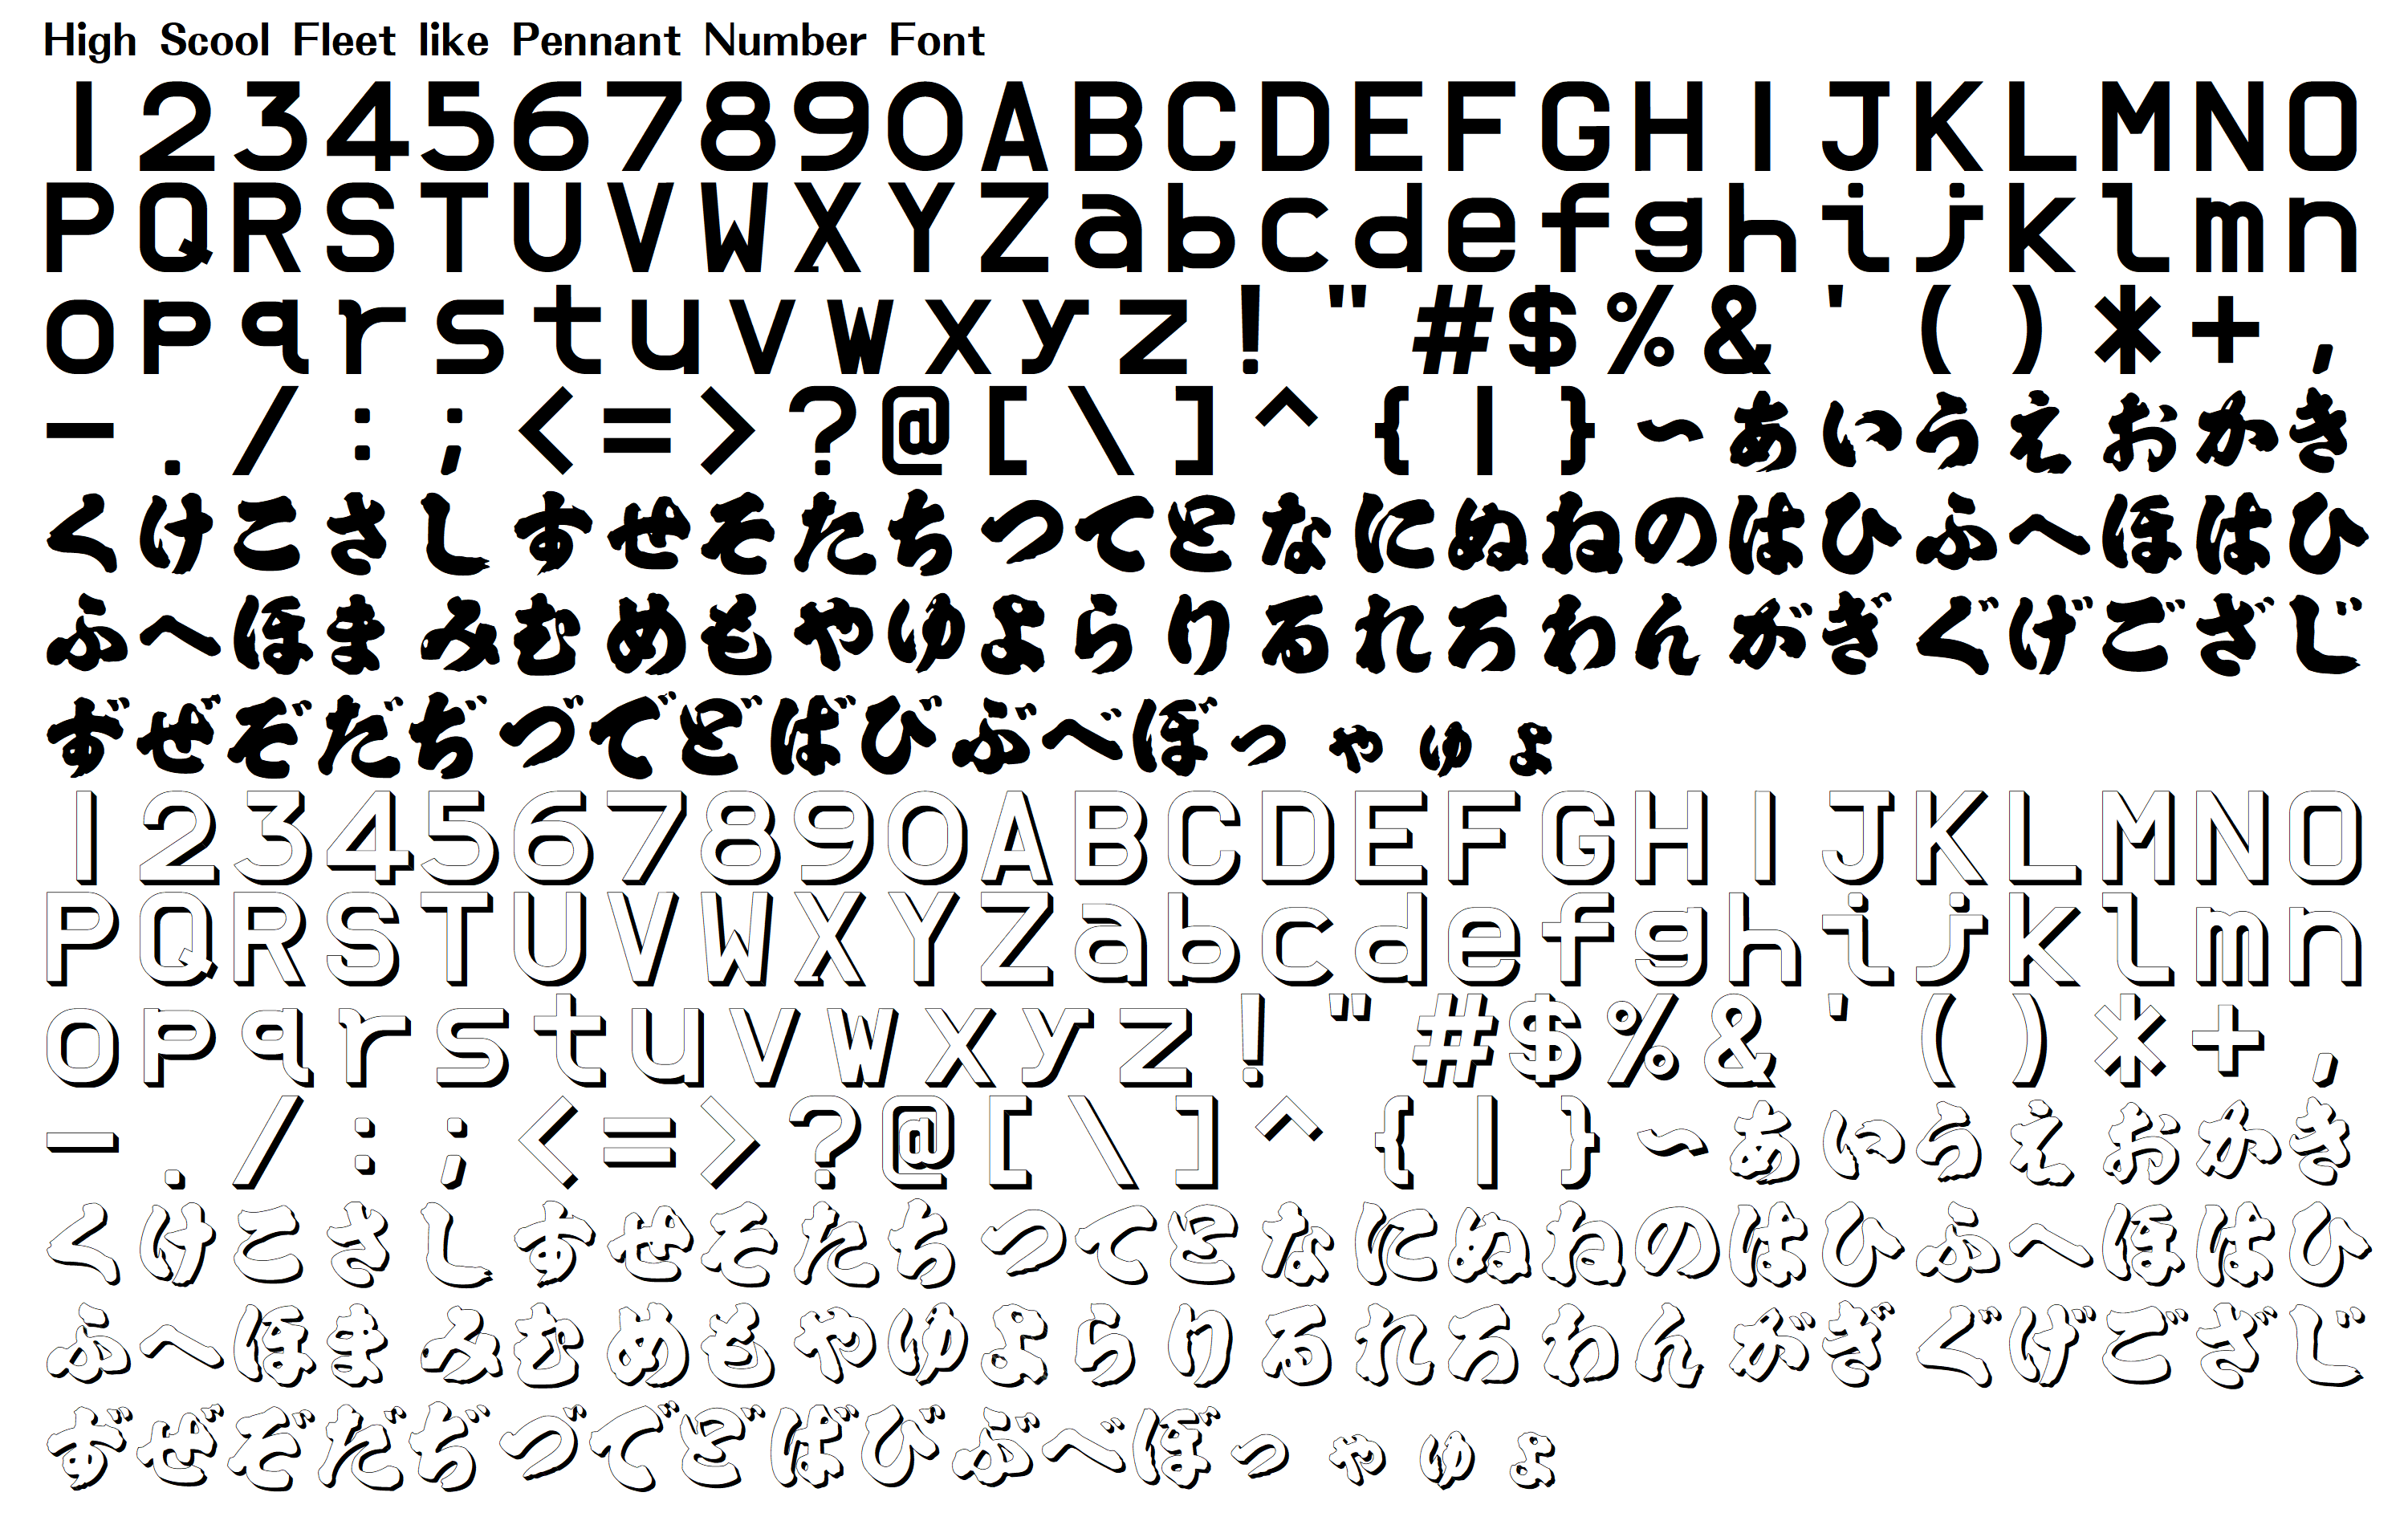 High Scool Fleet like Pennant Number Font
1234567890ABCDEFGHIJKLMNO
PQRSTUVWXYZabcdefghijklmn
opqrstuvwxyz!"#$%&'()*+,
-./:;<=>?@[\]^{|}~あいうえおかき
くけこさしすせそたちつてとなにぬねのはひふへほはひ
ふへほまみむめもやゆよらりるれろわんがぎぐげござじ
ずぜぞだぢづでどばびぶべぼっゃゅょ
1234567890ABCDEFGHIJKLMNO
PQRSTUVWXYZabcdefghijklmn
opqrstuvwxyz!"#$%&'()*+,
-./:;<=>?@[\]^{|}~あいうえおかき
くけこさしすせそたちつてとなにぬねのはひふへほはひ
ふへほまみむめもやゆよらりるれろわんがぎぐげござじ
ずぜぞだぢづでどばびぶべぼっゃゅょ